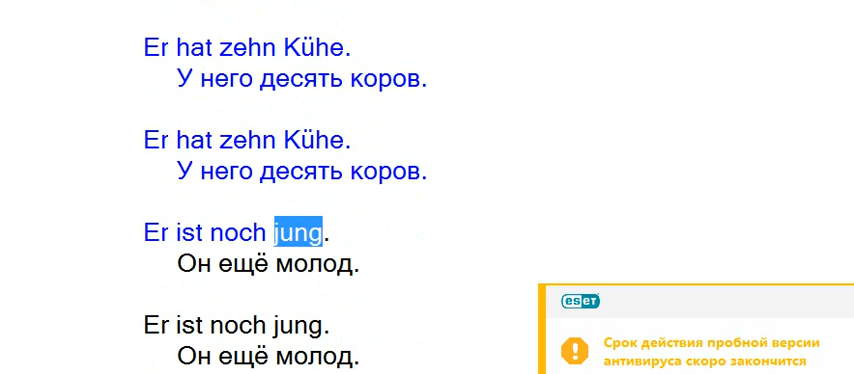 Er hat zehn Kühe.
У него десять коров.
Er hat zehn Kühe.
У него десять коров.
Er ist noch jung.
Он ещё молод.
Er ist noch jung.
Он ещё молод.
eset
Срок действия пробной версии
антивируса скоро закончится